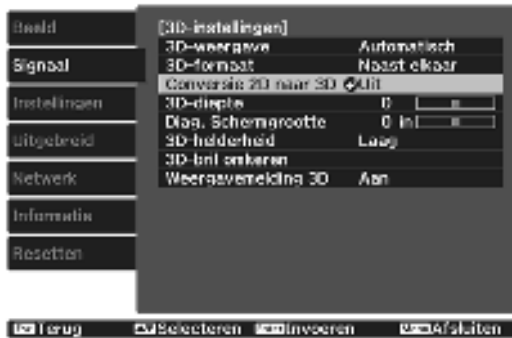 Beeld
Signaal
Instellingen
Uitgebreid
Netwerk
Informatie
Resetten
[3D-instellingen]
3D-weergave Automatisch
3D-formaat Naast elkaar
Conversie 2D naar 3D Uit
3D-diepte 0
Diag. Schermgrootte 0 in
3D-helderheid Laag
3D-bril omkeren
Weergavemelding 3D Aan
Terug Selecteren Invoeren Afsluiten